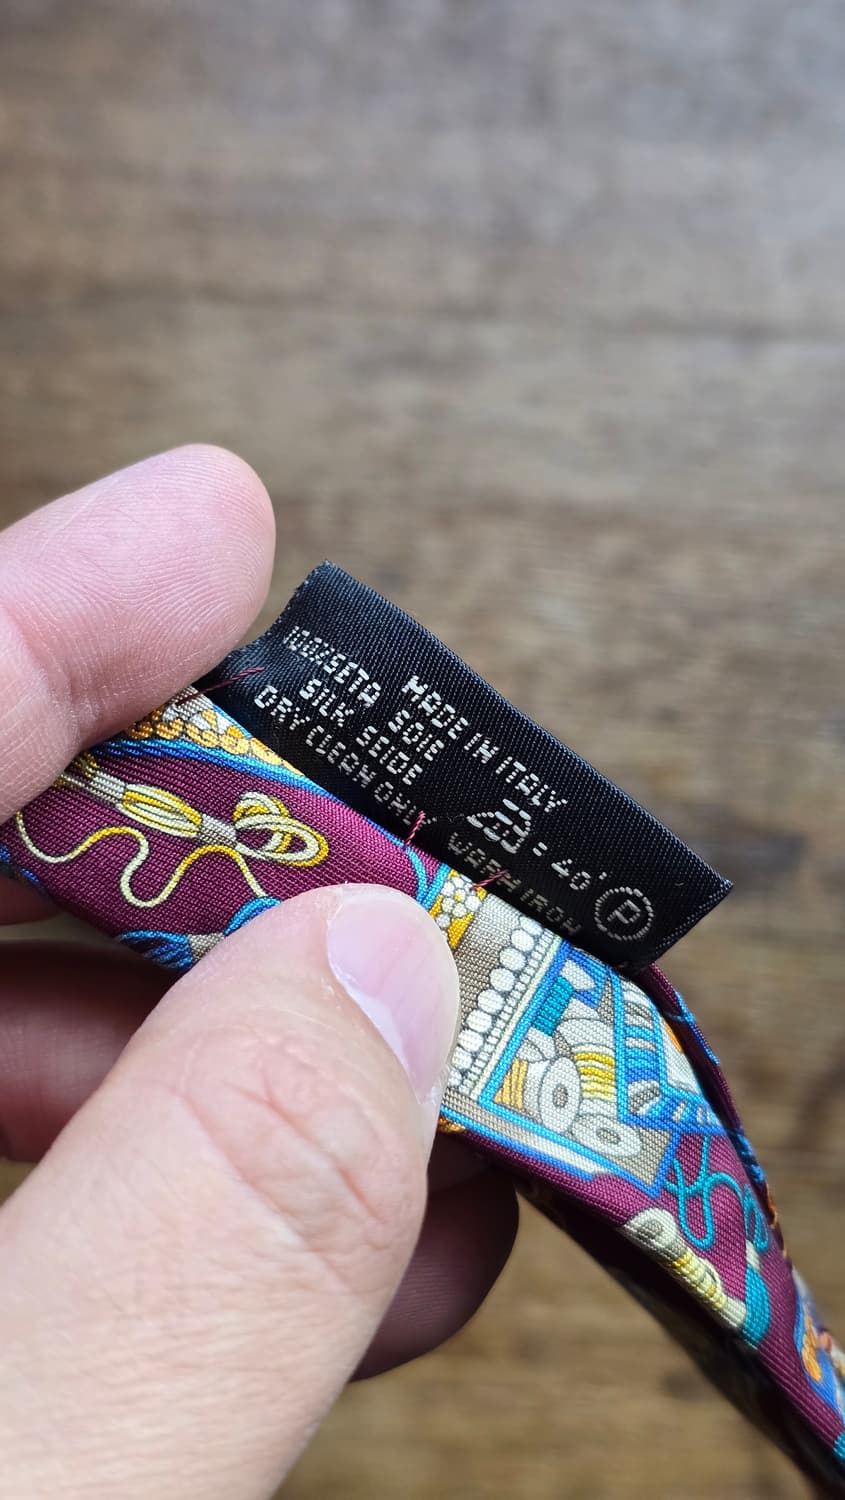 MADE IN ITALY
100%SETA SOIE
SILK SEIDE
DRY CLEAN ONLY
WARM IRON
P